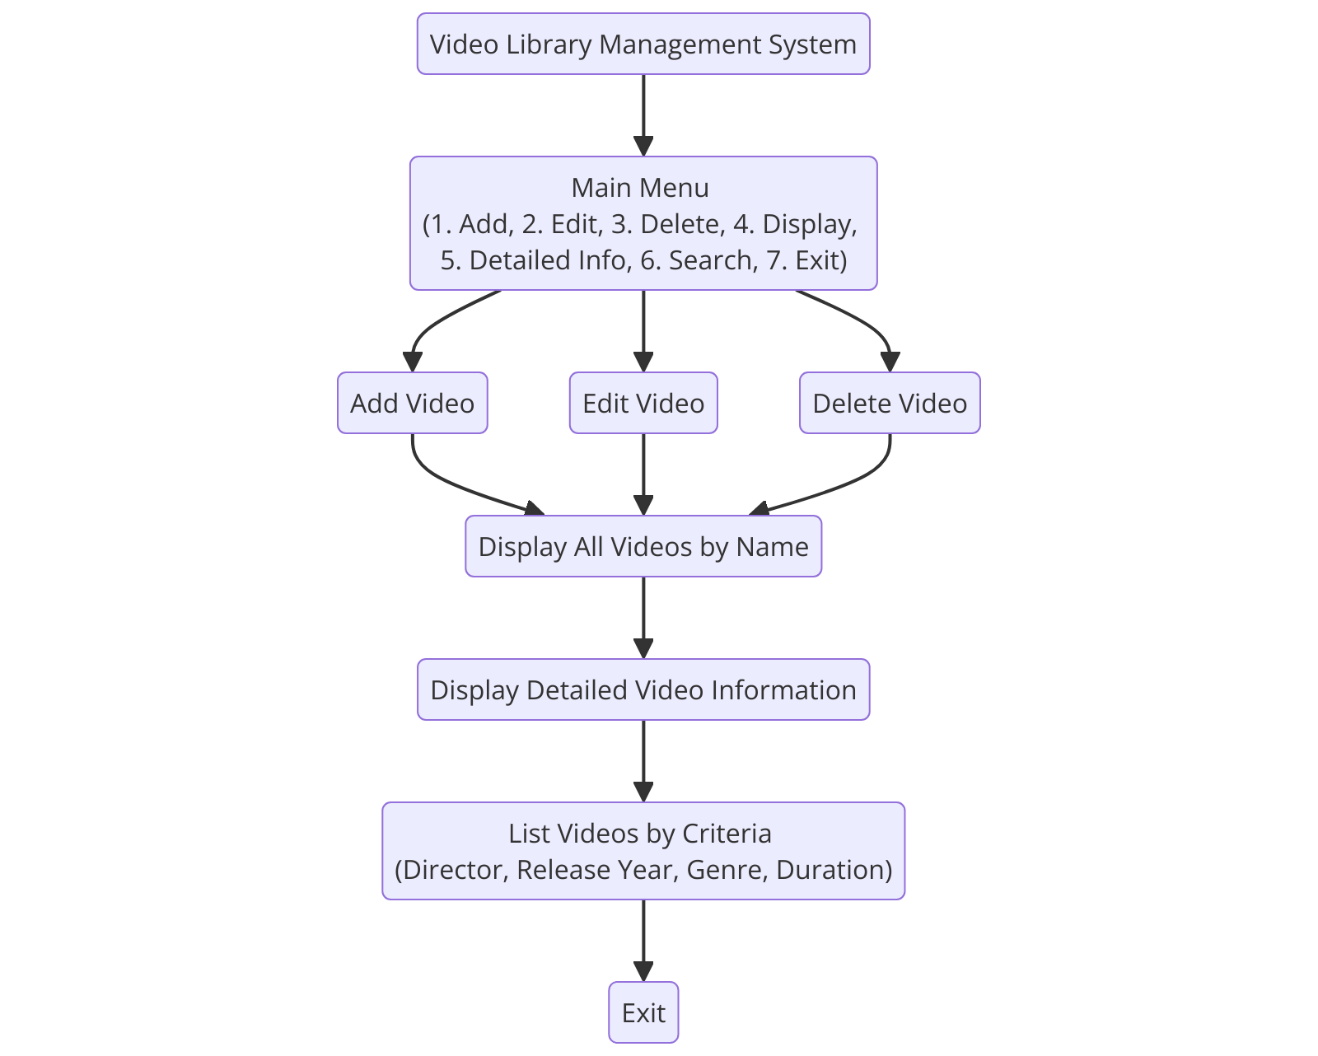 Video Library Management System
Main Menu
(1. Add, 2. Edit, 3. Delete, 4. Display,
5. Detailed Info, 6. Search, 7. Exit)
Add Video
Edit Video
Delete Video
Display All Videos by Name
Display Detailed Video Information
List Videos by Criteria
(Director, Release Year, Genre, Duration)
Exit